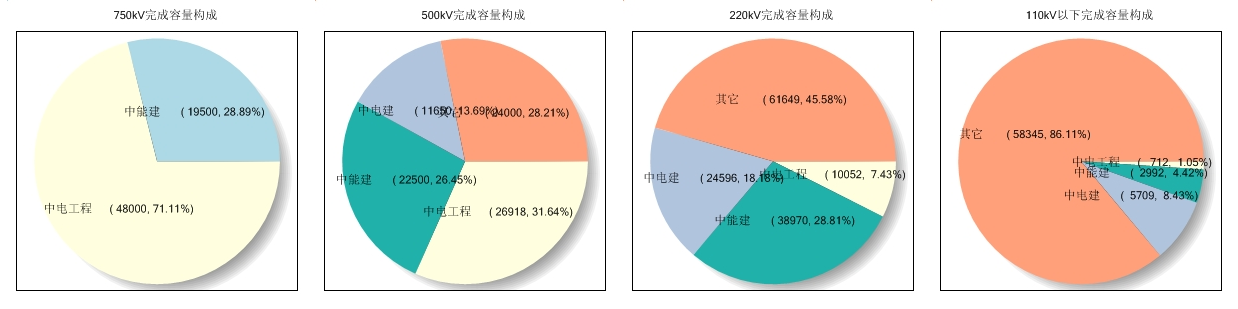 750kV完成容量构成
中能建 ( 19500, 28.89%)
中电工程 ( 48000, 71.11%)
500kV完成容量构成
中电建 ( 11650, 13.69%)
其它 ( 24000, 28.21%)
中能建 ( 22500, 26.45%)
中电工程 ( 26918, 31.64%)
220kV完成容量构成
其它 ( 61649, 45.58%)
中电工程 ( 10052, 7.43%)
中电建 ( 24596, 18.18%)
中能建 ( 38970, 28.81%)
110kV以下完成容量构成
其它 ( 58345, 86.11%)
中电工程 ( 712, 1.05%)
中能建 ( 2992, 4.42%)
中电建 ( 5709, 8.43%)